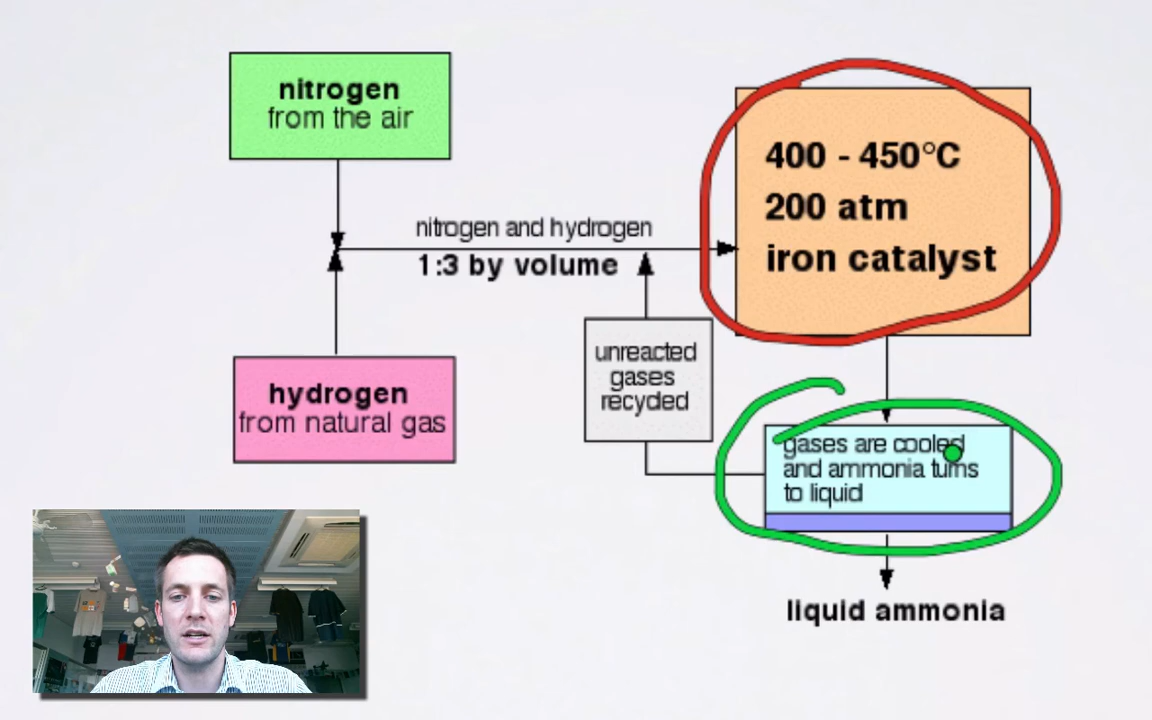 nitrogen
from the air
nitrogen and hydrogen
1:3 by volume
400 - 450°C
200 atm
iron catalyst
unreacted
gases
recycled
hydrogen
from natural gas
gases are cooled
and ammonia turns
to liquid
liquid ammonia